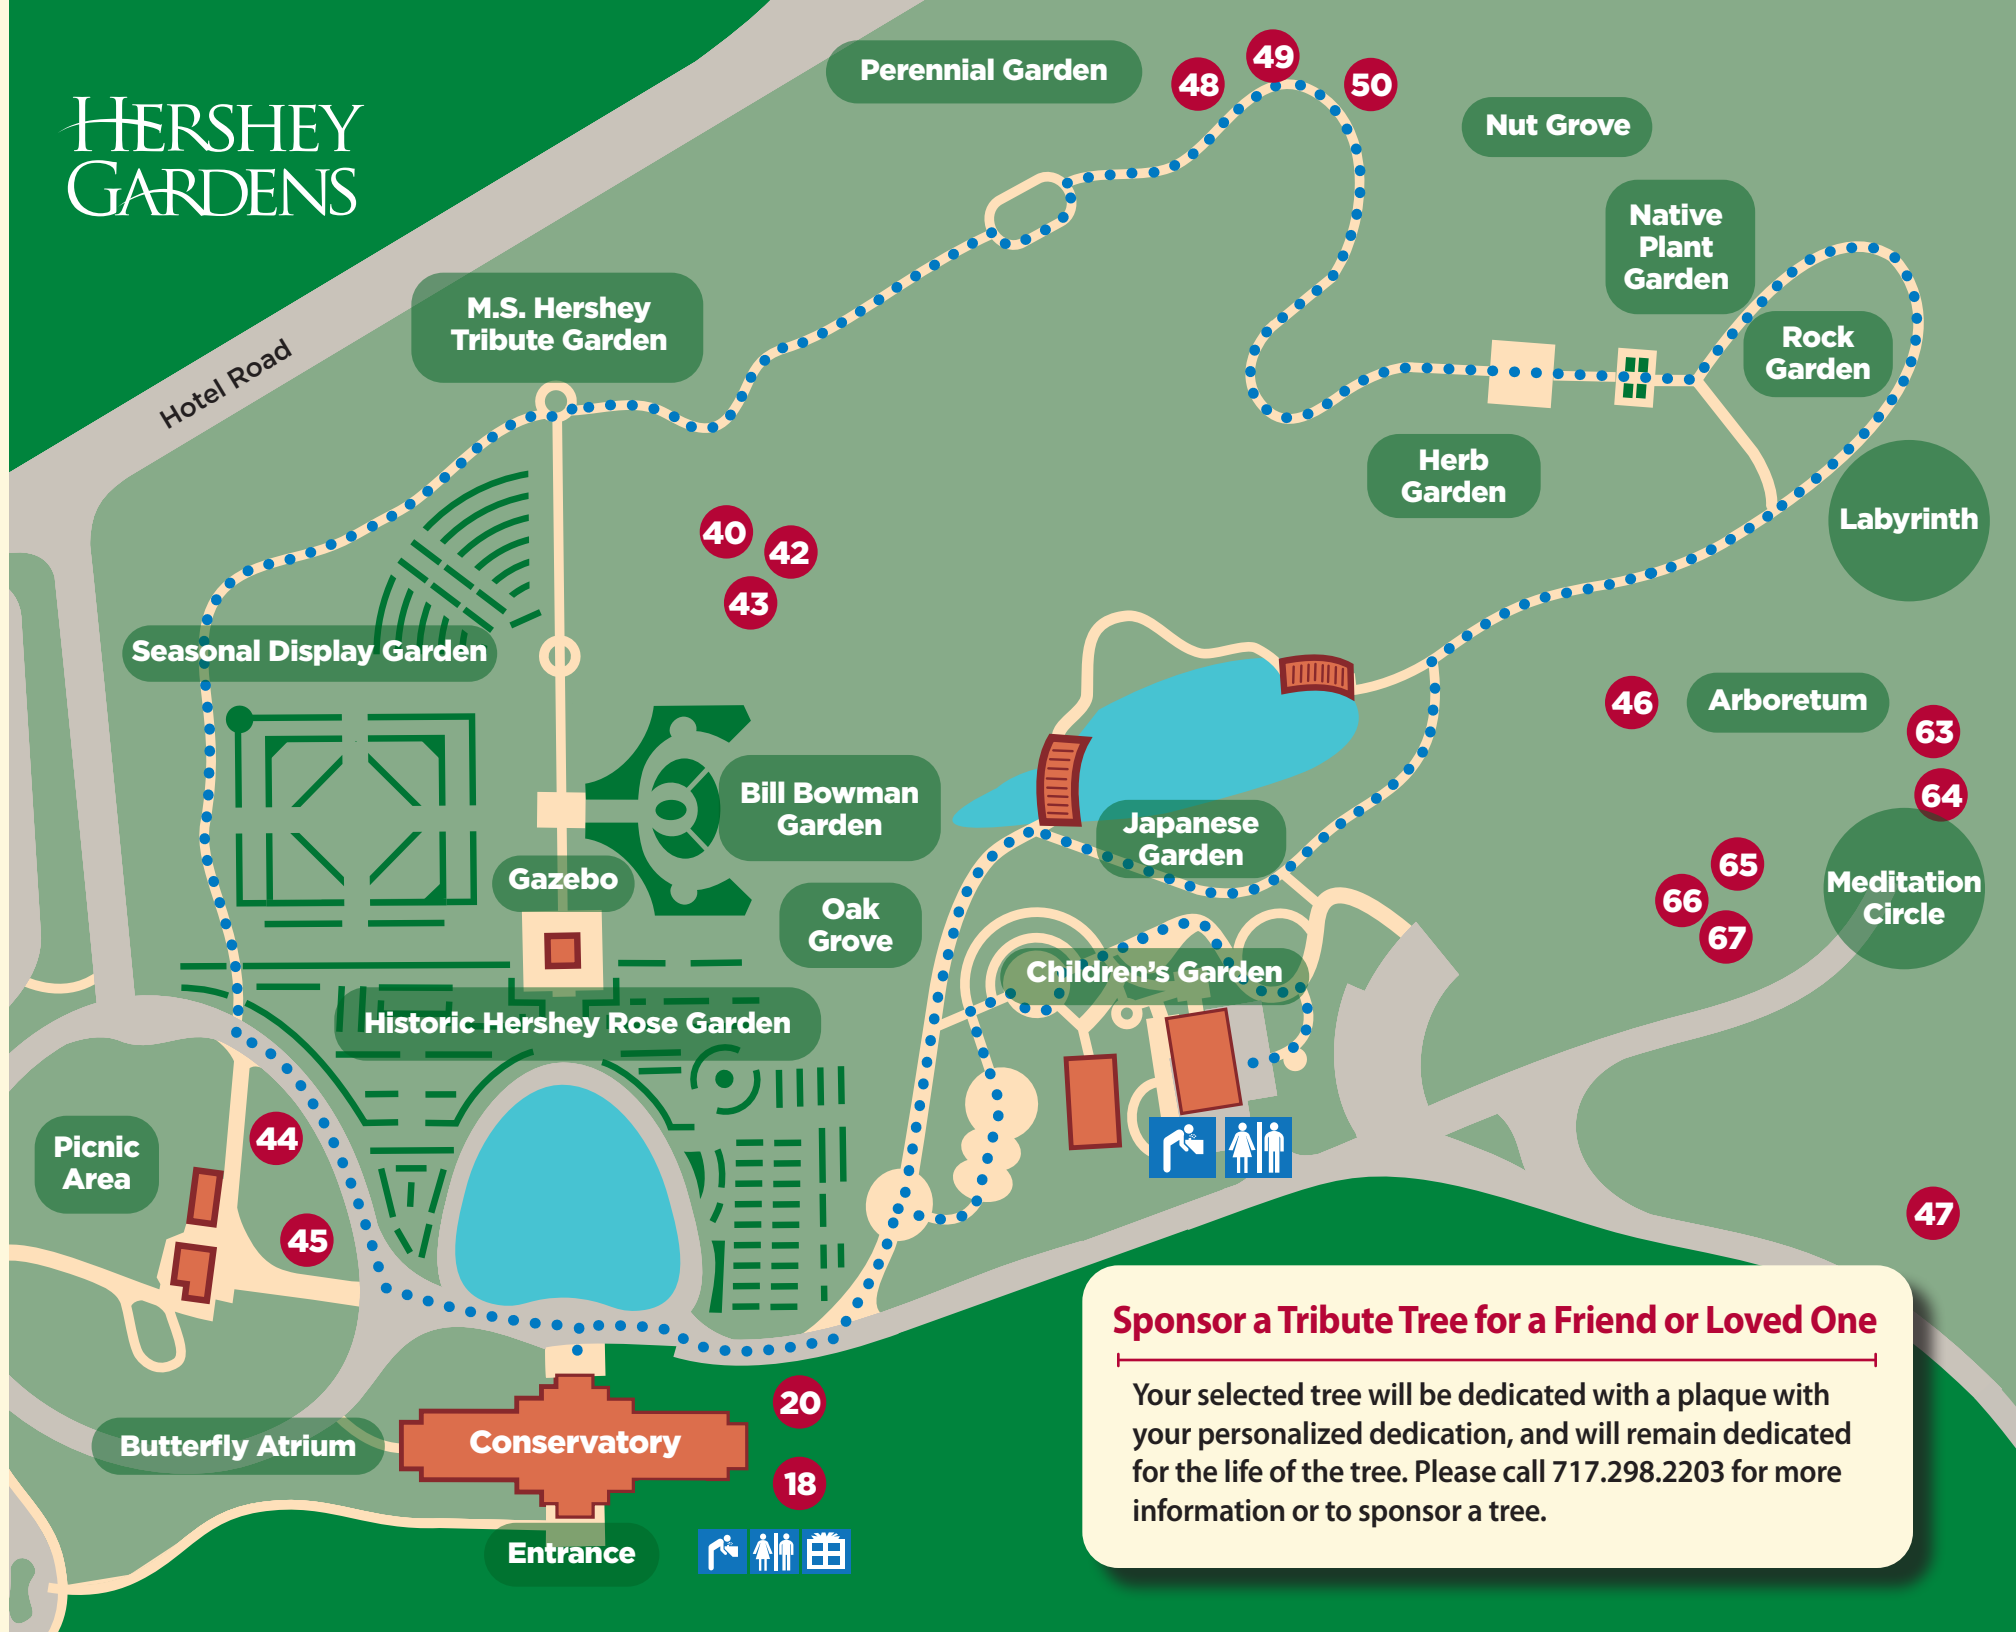 HERSHEY
GARDENS
Perennial Garden
48
49
50
Nut Grove
Native
Plant
Garden
Rock
Garden
M.S. Hershey
Tribute Garden
Hotel Road
Herb
Garden
Labyrinth
40
42
43
Seasonal Display Garden
46
Arboretum
63
64
Bill Bowman
Garden
Japanese
Garden
Gazebo
65
66
67
Meditation
Circle
Oak
Grove
Children's Garden
Historic Hershey Rose Garden
Picnic
Area
44
45
47
Sponsor a Tribute Tree for a Friend or Loved One
Your selected tree will be dedicated with a plaque with
your personalized dedication, and will remain dedicated
for the life of the tree. Please call 717.298.2203 for more
information or to sponsor a tree.
20
Butterfly Atrium
Conservatory
18
Entrance